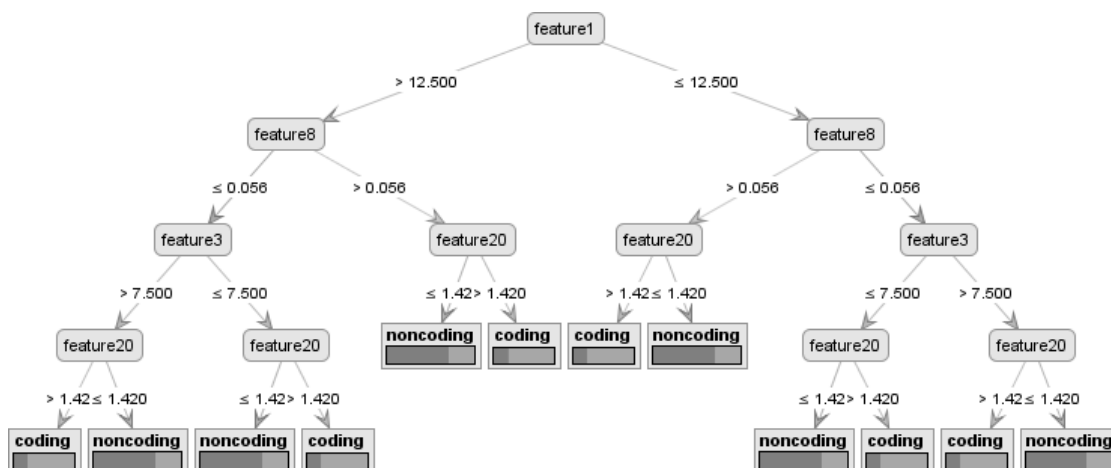 feature1
> 12.500 ≤ 12.500
feature8 feature8
≤ 0.056 > 0.056 > 0.056 ≤ 0.056
feature3 feature20 feature20 feature3
> 7.500 ≤ 7.500 ≤ 1.42 > 1.420 > 1.42 ≤ 1.420 ≤ 7.500 > 7.500
noncoding coding coding noncoding
feature20 feature20 feature20 feature20
> 1.42 ≤ 1.420 ≤ 1.42 > 1.420 ≤ 1.42 > 1.420 > 1.42 ≤ 1.420
coding noncoding noncoding coding noncoding coding coding noncoding